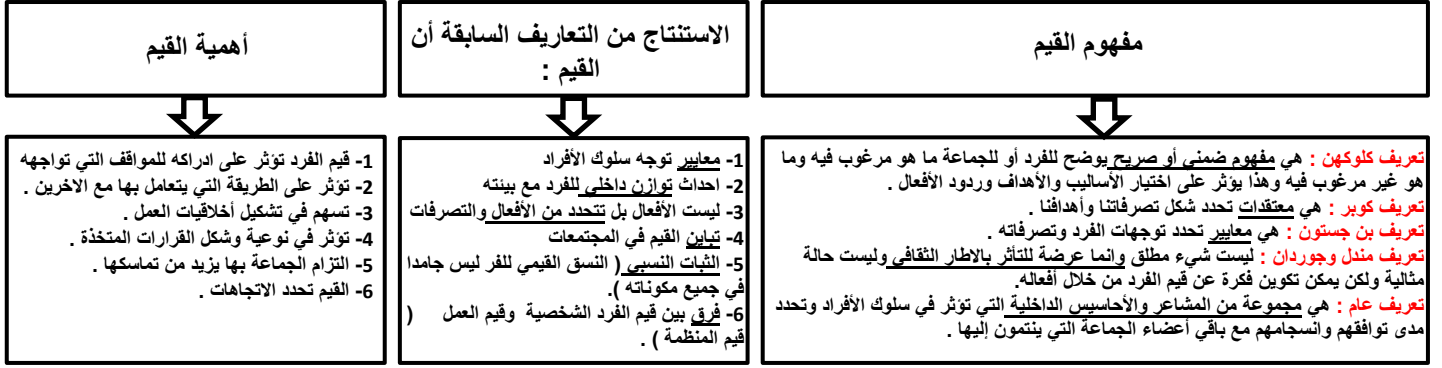 مفهوم القيم
تعريف كلوكهن : هي مفهوم ضمني أو صريح يوضح للفرد أو للجماعة ما هو مرغوب فيه وما
هو غير مرغوب فيه وهذا يؤثر على اختيار الأساليب والأهداف وردود الأفعال .
تعريف كوبر : هي معتقدات تحدد شكل تصرفاتنا وأهدافنا .
تعريف بن جستون : هي معايير تحدد توجهات الفرد وتصرفاته .
تعريف مندل وجوردان : ليست شيء مطلق وانما عرضة للتأثر بالاطار الثقافي وليست حالة
مثالية ولكن يمكن تكوين فكرة عن قيم الفرد من خلال أفعاله.
تعريف عام : هي مجموعة من المشاعر والأحاسيس الداخلية التي تؤثر في سلوك الأفراد وتحدد
مدى توافقهم وانسجامهم مع باقي أعضاء الجماعة التي ينتمون إليها .
الاستنتاج من التعاريف السابقة أن
القيم :
1- معايير توجه سلوك الأفراد
2- احداث توازن داخلي للفرد مع بيئته
3- ليست الأفعال بل تتحدد من الأفعال والتصرفات
4- تباين القيم في المجتمعات
5- الثبات النسبي ( النسق القيمي للفر ليس جامدا
في جميع مكوناته ).
6- فرق بين قيم الفرد الشخصية وقيم العمل (
قيم المنظمة ) .
أهمية القيم
1- قيم الفرد تؤثر على ادراكه للمواقف التي تواجهه
2- تؤثر على الطريقة التي يتعامل بها مع الاخرين .
3- تسهم في تشكيل أخلاقيات العمل .
4- تؤثر في نوعية وشكل القرارات المتخذة .
5- التزام الجماعة بها يزيد من تماسكها .
6- القيم تحدد الاتجاهات .